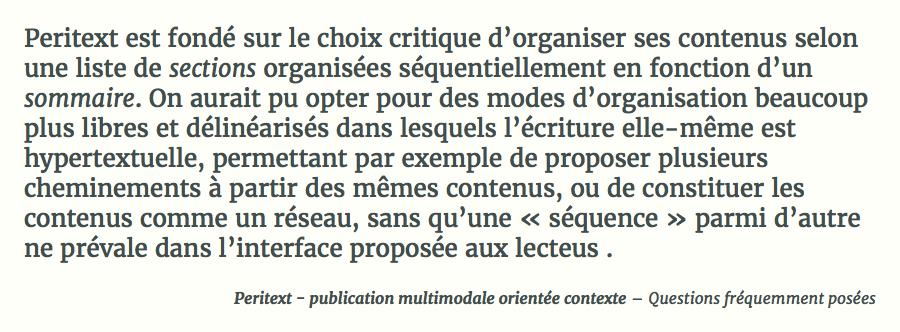 Peritext est fondé sur le choix critique d’organiser ses contenus selon
une liste de sections organisées séquentiellement en fonction d’un
sommaire. On aurait pu opter pour des modes d’organisation beaucoup
plus libres et délinéarisés dans lesquels l’écriture elle-même est
hypertextuelle, permettant par exemple de proposer plusieurs
cheminements à partir des mêmes contenus, ou de constituer les
contenus comme un réseau, sans qu’une « séquence » parmi d’autre
ne prévale dans l’interface proposée aux lecteus .
Peritext - publication multimodale orientée contexte – Questions fréquemment posées